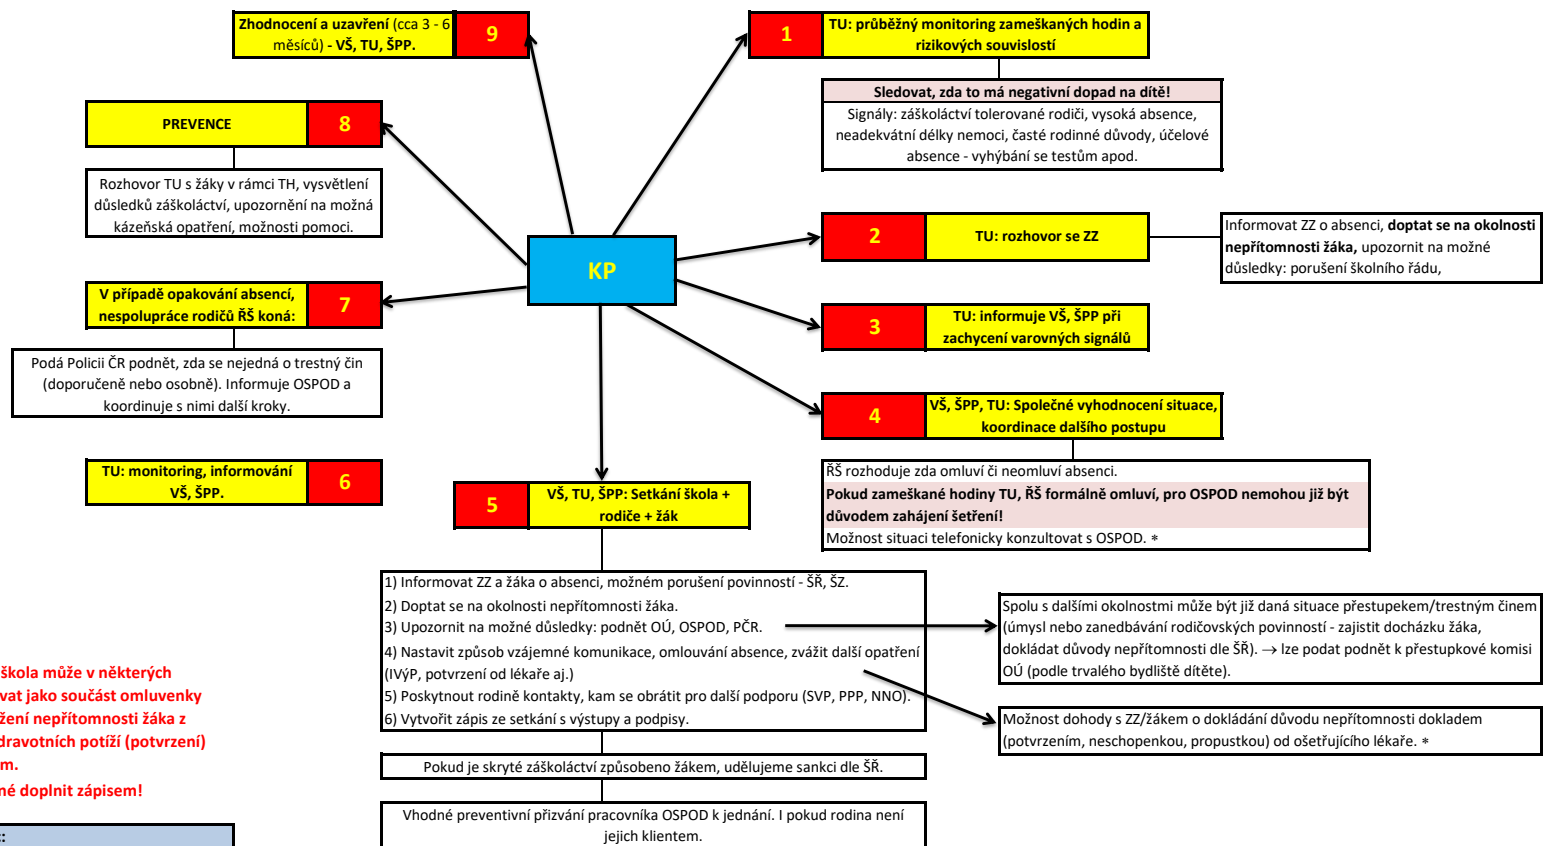 Zhodnocení a uzavření (cca 3 - 6
měsíců) - VŠ, TU, ŠPP.
9
1
TU: průběžný monitoring zameškaných hodin a
rizikových souvislostí
Sledovat, zda to má negativní dopad na dítě!
Signály: záškoláctví tolerované rodiči, vysoká absence,
neadekvátní délky nemoci, časté rodinné důvody, účelové
absence - vyhýbání se testům apod.
PREVENCE
8
Rozhovor TU s žáky v rámci TH, vysvětlení
důsledků záškoláctví, upozornění na možná
kázeňská opatření, možnosti pomoci.
2
TU: rozhovor se ZZ
Informovat ZZ o absenci, doptat se na okolnosti
nepřítomnosti žáka, upozornit na možné
důsledky: porušení školního řádu,
KP
V případě opakování absencí,
nespolupráce rodičů ŘŠ koná:
7
Podá Policii ČR podnět, zda se nejedná o trestný čin
(doporučeně nebo osobně). Informuje OSPOD a
koordinuje s nimi další kroky.
3
TU: informuje VŠ, ŠPP při
zachycení varovných signálů
4
VŠ, ŠPP, TU: Společné vyhodnocení situace,
koordinace dalšího postupu
ŘŠ rozhoduje zda omluví či neomluví absenci.
Pokud zameškané hodiny TU, ŘŠ formálně omluví, pro OSPOD nemohou již být
důvodem zahájení šetření!
Možnost situaci telefonicky konzultovat s OSPOD. *
TU: monitoring, informování
VŠ, ŠPP.
6
5
VŠ, TU, ŠPP: Setkání škola +
rodiče + žák
1) Informovat ZZ a žáka o absenci, možném porušení povinností - ŠŘ, ŠZ.
2) Doptat se na okolnosti nepřítomnosti žáka.
3) Upozornit na možné důsledky: podnět OÚ, OSPOD, PČR.
4) Nastavit způsob vzájemné komunikace, omlouvání absence, zvážit další opatření
(IVýP, potvrzení od lékaře aj.)
5) Poskytnout rodině kontakty, kam se obrátit pro další podporu (SVP, PPP, NNO).
6) Vytvořit zápis ze setkání s výstupy a podpisy.
Spolu s dalšími okolnostmi může být již daná situace přestupekem/trestným činem
(úmysl nebo zanedbávání rodičovských povinností - zajistit docházku žáka,
dokládat důvody nepřítomnosti dle ŠŘ). → lze podat podnět k přestupkové komisi
OÚ (podle trvalého bydliště dítěte).
Možnost dohody s ZZ/žákem o dokládání důvodu nepřítomnosti dokladem
(potvrzením, neschopenkou, propustkou) od ošetřujícího lékaře. *
Pokud je skryté záškoláctví způsobeno žákem, udělujeme sankci dle ŠŘ.
Vhodné preventivní přizvání pracovníka OSPOD k jednání. I pokud rodina není
jejich klientem.
škola může v některých
vat jako součást omluvenky
žení nepřítomnosti žáka z
dravotních potíží (potvrzení)
m.
né doplnit zápisem!
: